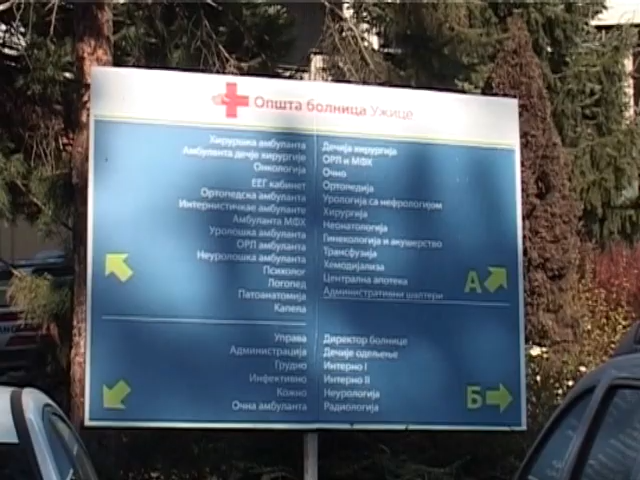 Општа болница Ужице
Хируршка амбуланта
Амбуланта дечје хирургије
Онкологија
ЕЕГ кабинет
Ортопедска амбуланта
Интернистичкае амбуланте
Амбуланта МФХ
Уролошка амбуланта
ОРЛ амбуланта
Неуролошка амбуланта
Психолог
Логопед
Патоанатомија
Капела
Дечија хирургија
ОРЛ и МФХ
Очно
Ортопедија
Урологија са нефрологијом
Хирургија
Неонатологија
Гинекологија и акушерство
Трансфузија
Хемодијализа
Централна апотека
Административни шалтери
А
Управа
Администрација
Грудно
Инфективно
Кожно
Очна амбуланта
Директор болнице
Дечије одељење
Интерно I
Интерно II
Неурологија
Радиологија
Б